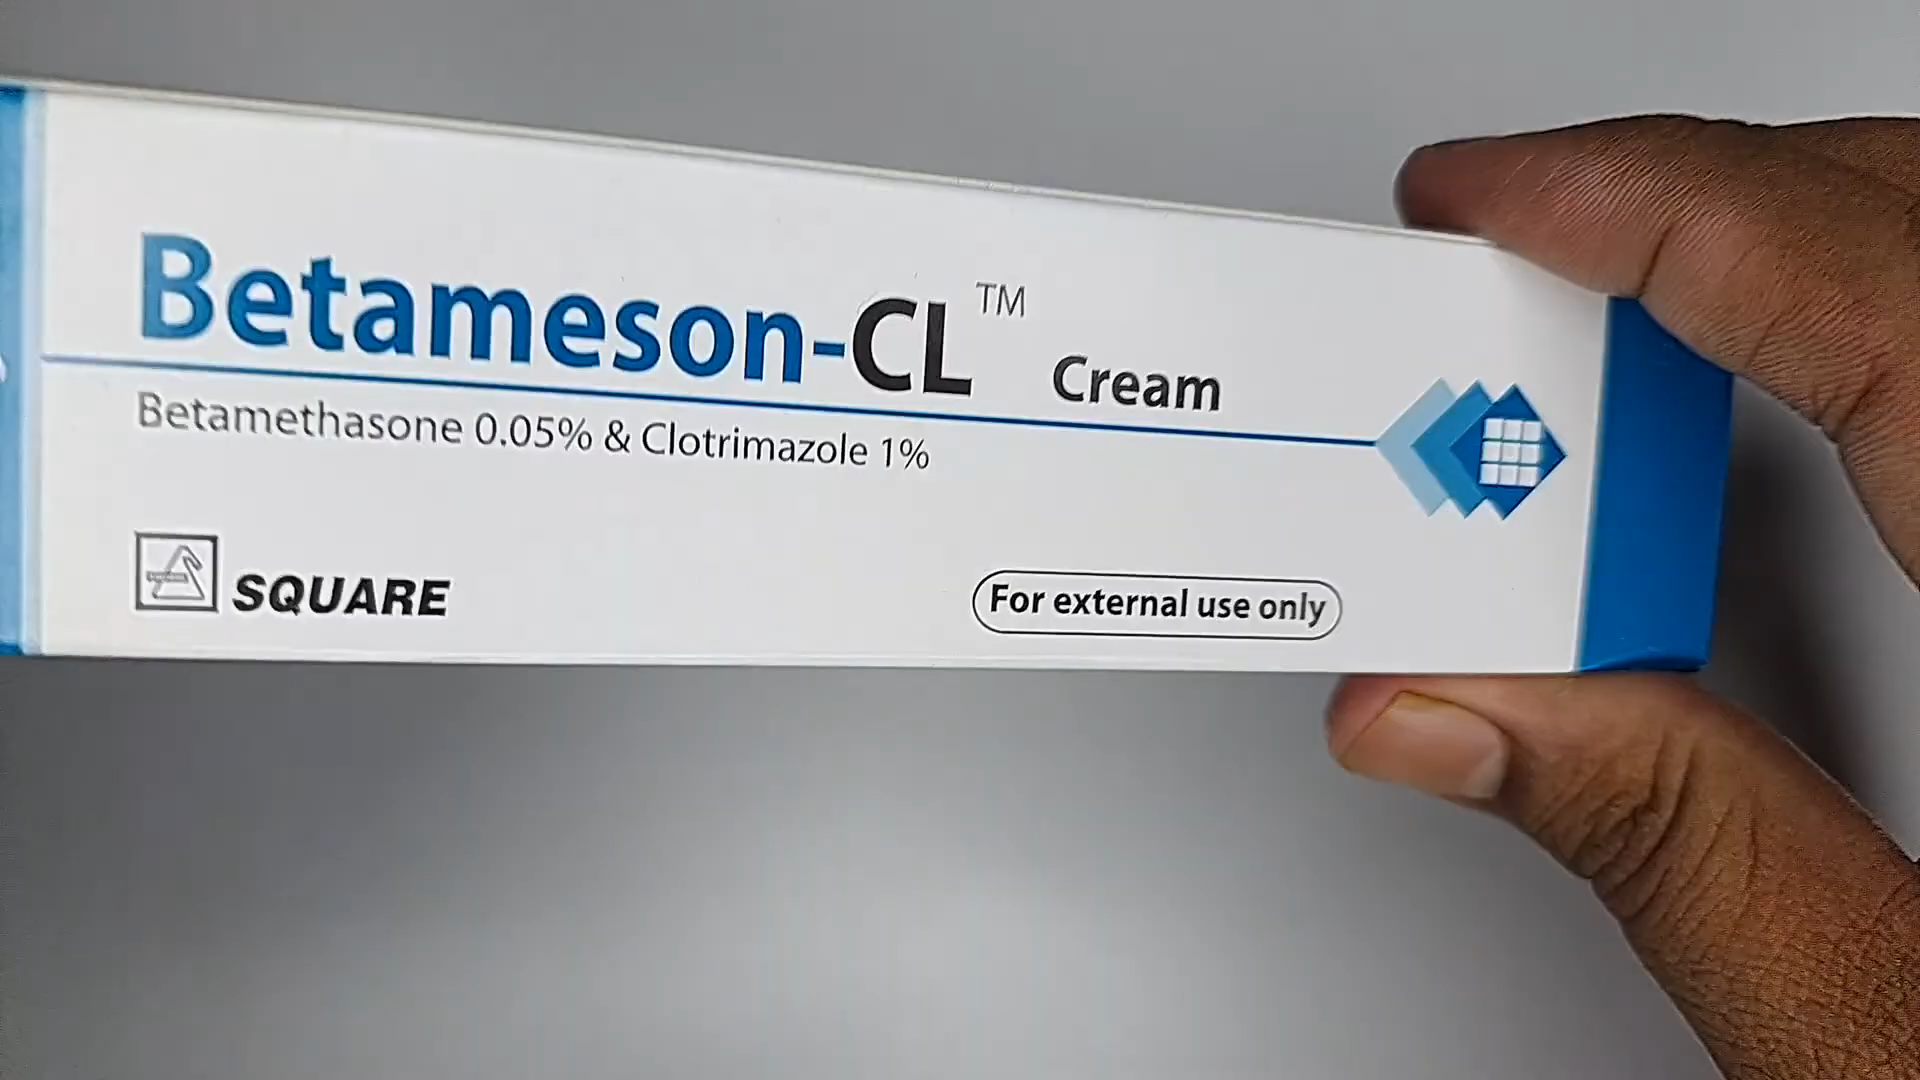 Betameson-CL™ Cream
Betamethasone 0.05% & Clotrimazole 1%
SQUARE
For external use only